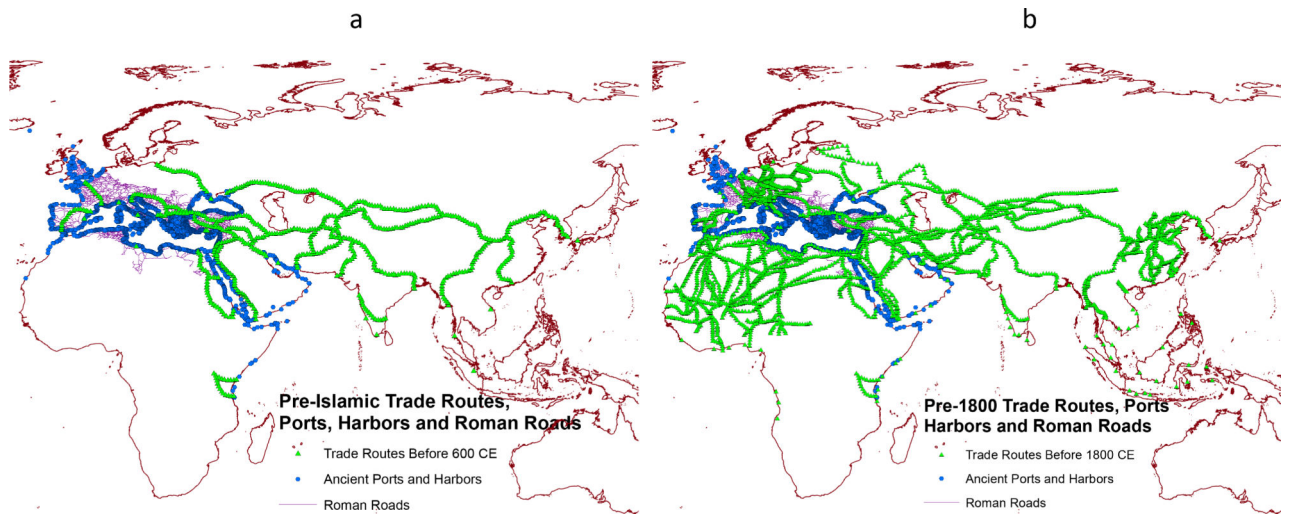 a
b
Pre-Islamic Trade Routes,
Ports, Harbors and Roman Roads
Trade Routes Before 600 CE
Ancient Ports and Harbors
Roman Roads
Pre-1800 Trade Routes, Ports
Harbors and Roman Roads
Trade Routes Before 1800 CE
Ancient Ports and Harbors
Roman Roads